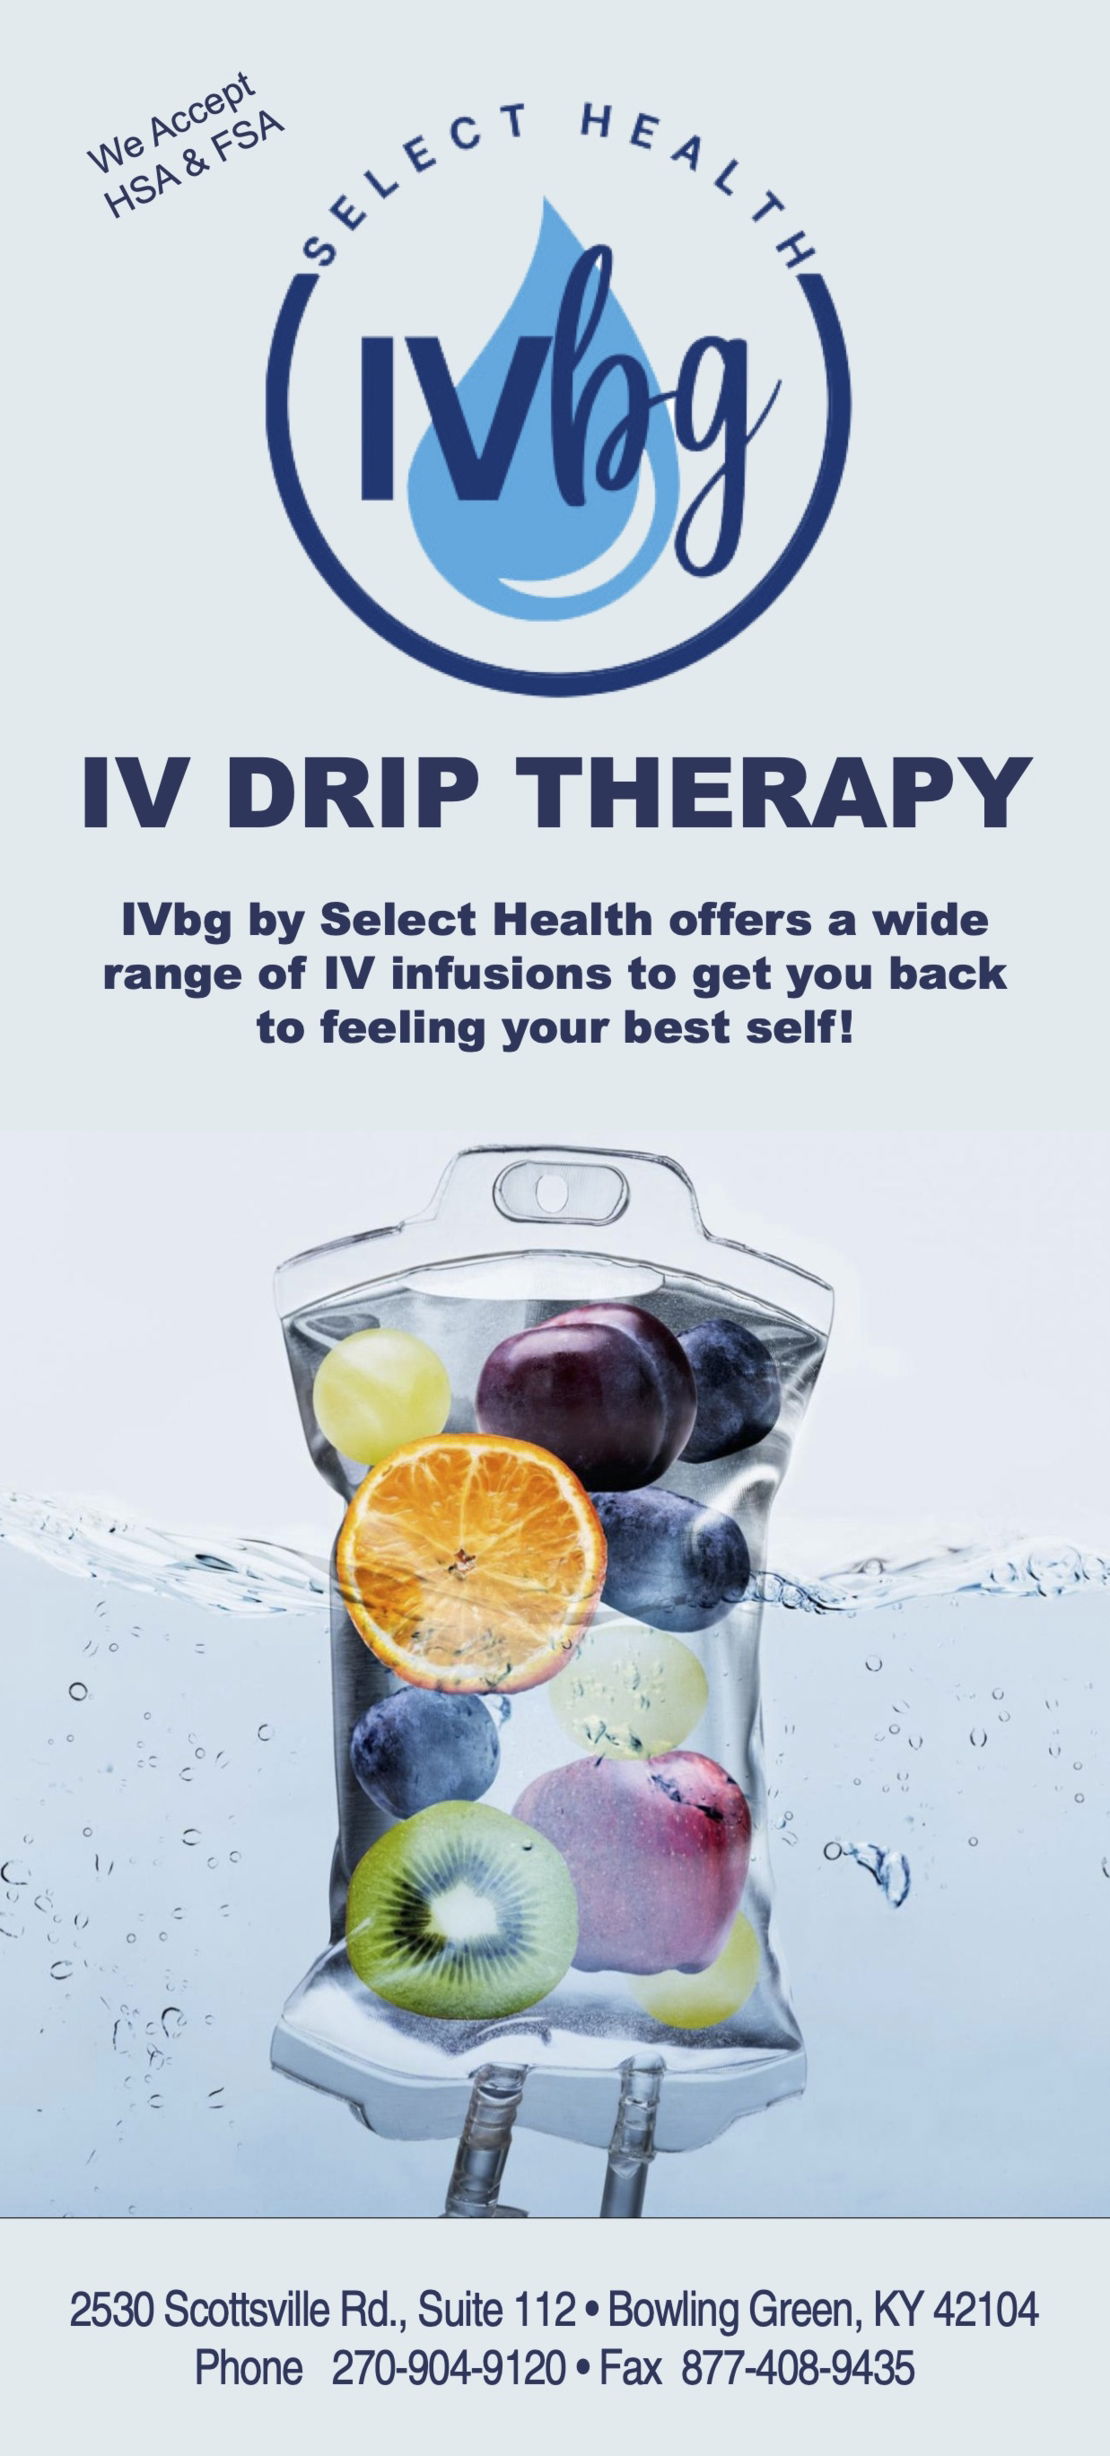 We Accept
HSA & FSA
SELECT HEALTH
IVbg
IV DRIP THERAPY
IVbg by Select Health offers a wide
range of IV infusions to get you back
to feeling your best self!
2530 Scottsville Rd., Suite 112 • Bowling Green, KY 42104
Phone 270-904-9120 • Fax 877-408-9435